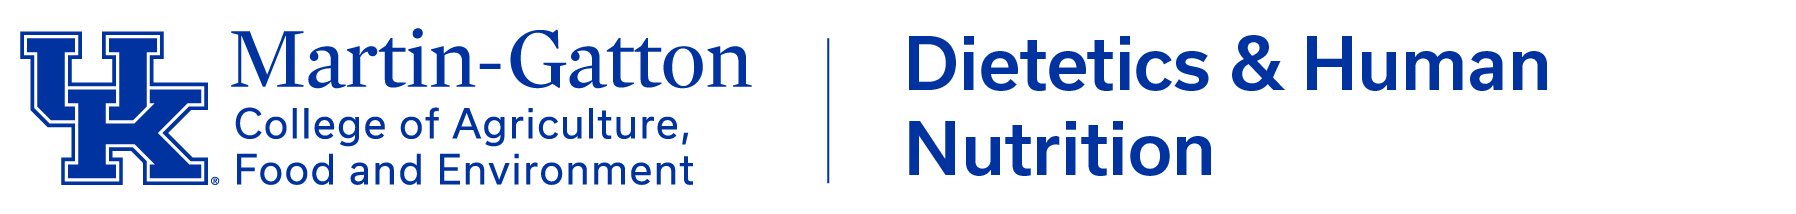 UK®
Martin-Gatton
College of Agriculture,
Food and Environment
Dietetics & Human
Nutrition